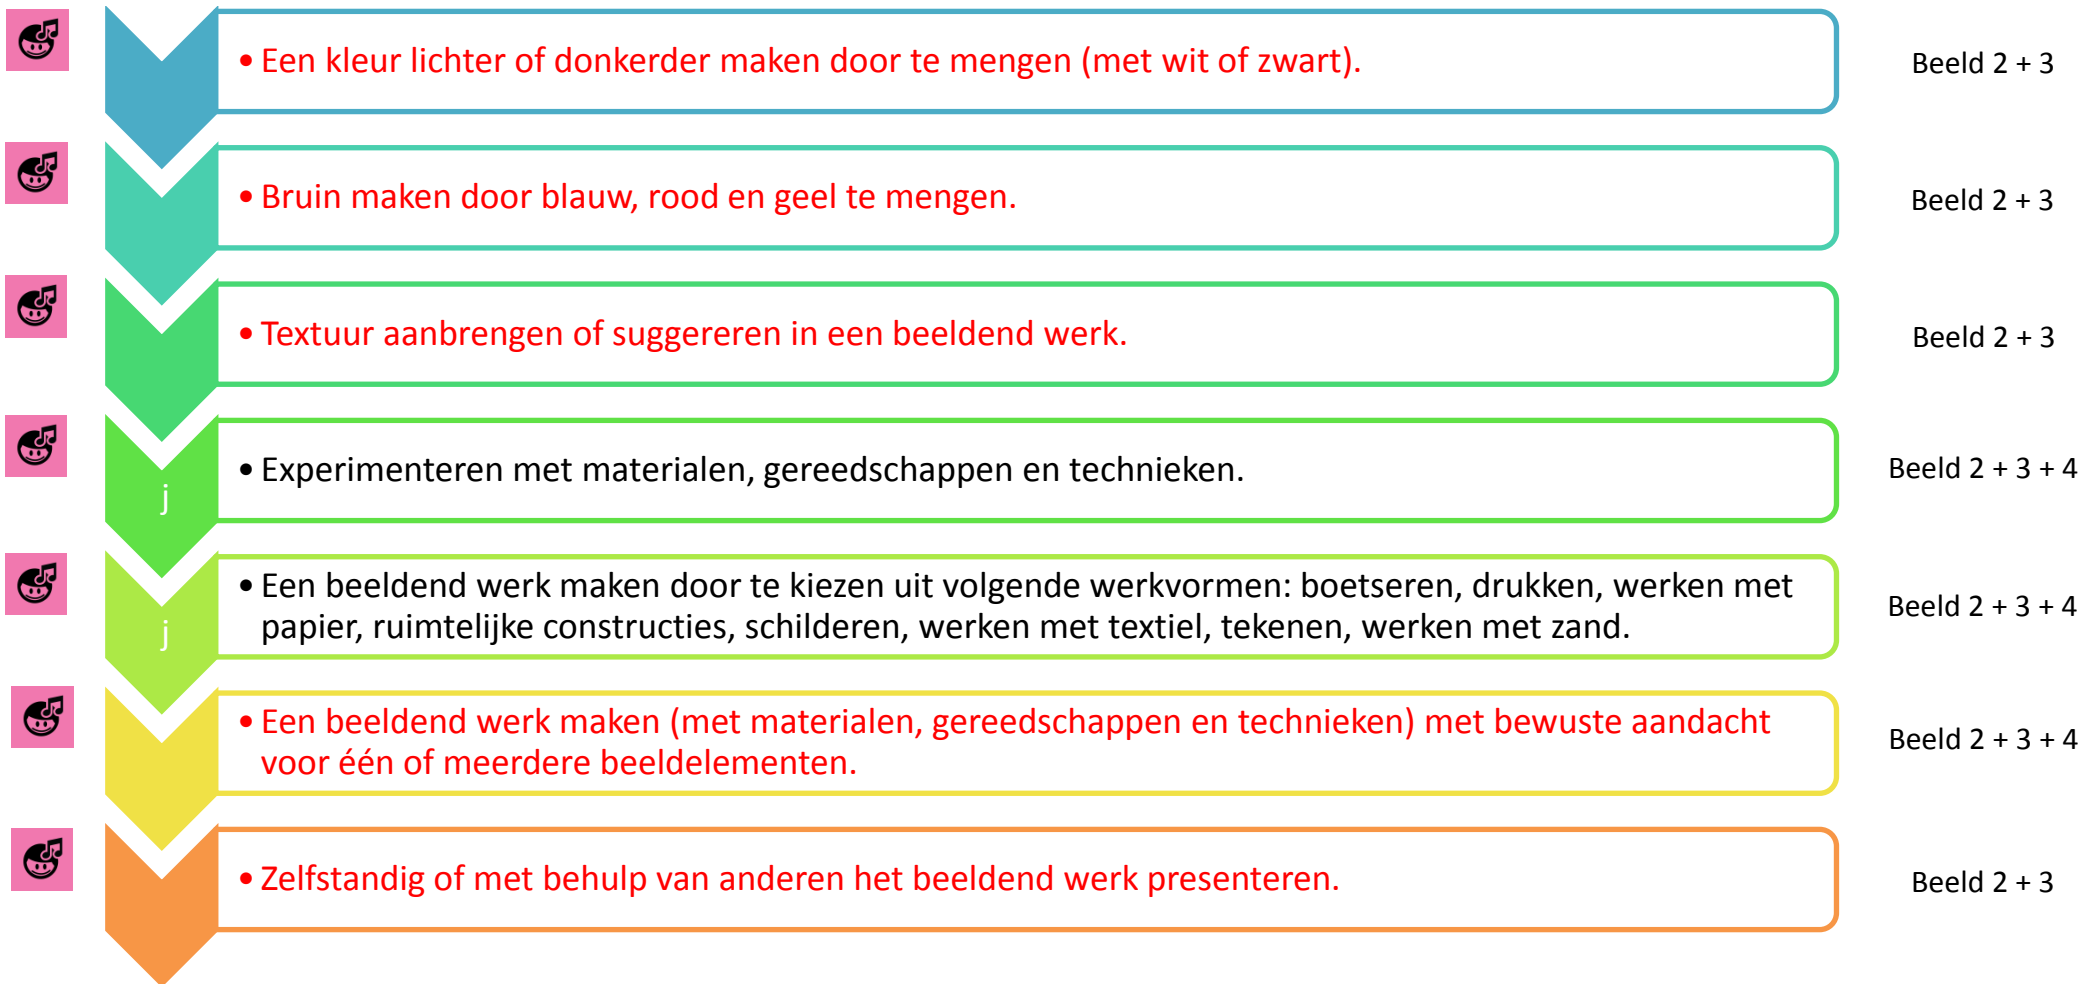 • Een kleur lichter of donkerder maken door te mengen (met wit of zwart).
Beeld 2 + 3
• Bruin maken door blauw, rood en geel te mengen.
Beeld 2 + 3
• Textuur aanbrengen of suggereren in een beeldend werk.
Beeld 2 + 3
j
• Experimenteren met materialen, gereedschappen en technieken.
Beeld 2 + 3 + 4
j
• Een beeldend werk maken door te kiezen uit volgende werkvormen: boetseren, drukken, werken met
papier, ruimtelijke constructies, schilderen, werken met textiel, tekenen, werken met zand.
Beeld 2 + 3 + 4
• Een beeldend werk maken (met materialen, gereedschappen en technieken) met bewuste aandacht
voor één of meerdere beeldelementen.
Beeld 2 + 3 + 4
• Zelfstandig of met behulp van anderen het beeldend werk presenteren.
Beeld 2 + 3